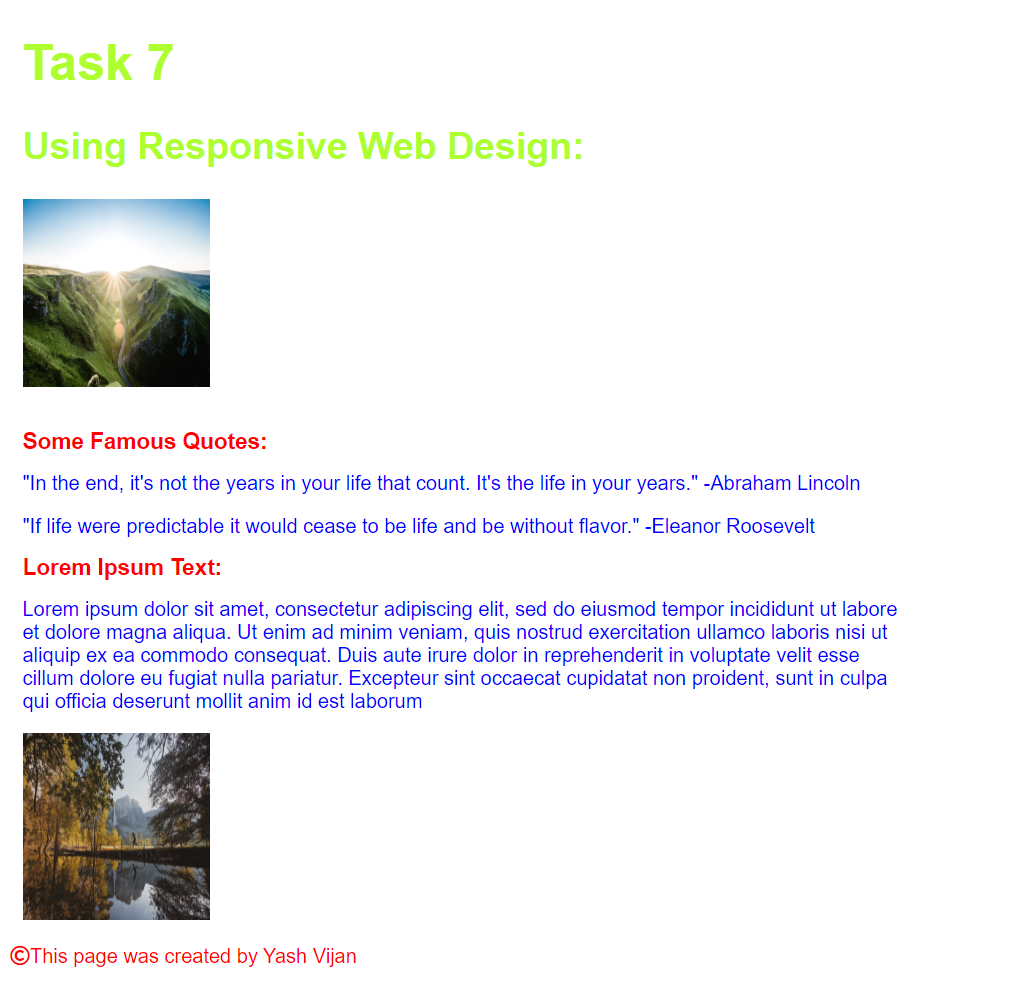 Task 7
Using Responsive Web Design:
Some Famous Quotes:
"In the end, it's not the years in your life that count. It's the life in your years." -Abraham Lincoln
"If life were predictable it would cease to be life and be without flavor." -Eleanor Roosevelt
Lorem Ipsum Text:
Lorem ipsum dolor sit amet, consectetur adipiscing elit, sed do eiusmod tempor incididunt ut labore
et dolore magna aliqua. Ut enim ad minim veniam, quis nostrud exercitation ullamco laboris nisi ut
aliquip ex ea commodo consequat. Duis aute irure dolor in reprehenderit in voluptate velit esse
cillum dolore eu fugiat nulla pariatur. Excepteur sint occaecat cupidatat non proident, sunt in culpa
qui officia deserunt mollit anim id est laborum
©This page was created by Yash Vijan